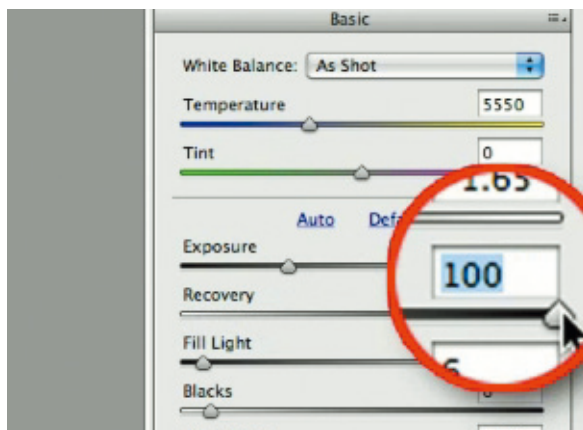 Basic
White Balance: As Shot
Temperature 5550
Tint 0
1.65
Auto
Exposure
100
Recovery
Fill Light
Blacks